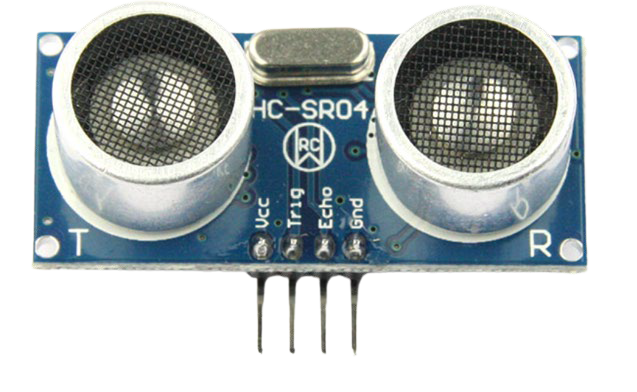 HC-SR04
RC
Vcc
Trig
Echo
Gnd
T
R